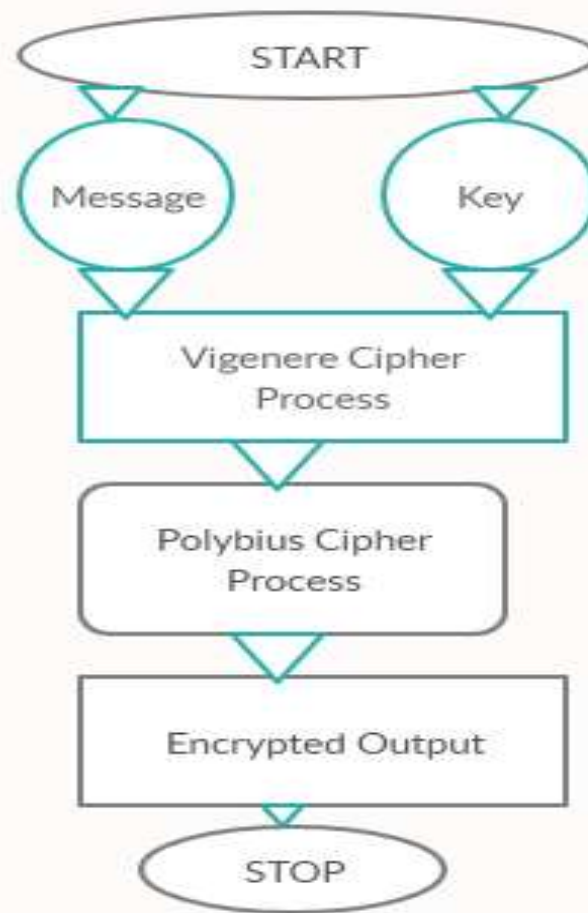 START
Message
Key
Vigenere Cipher
Process
Polybius Cipher
Process
Encrypted Output
STOP